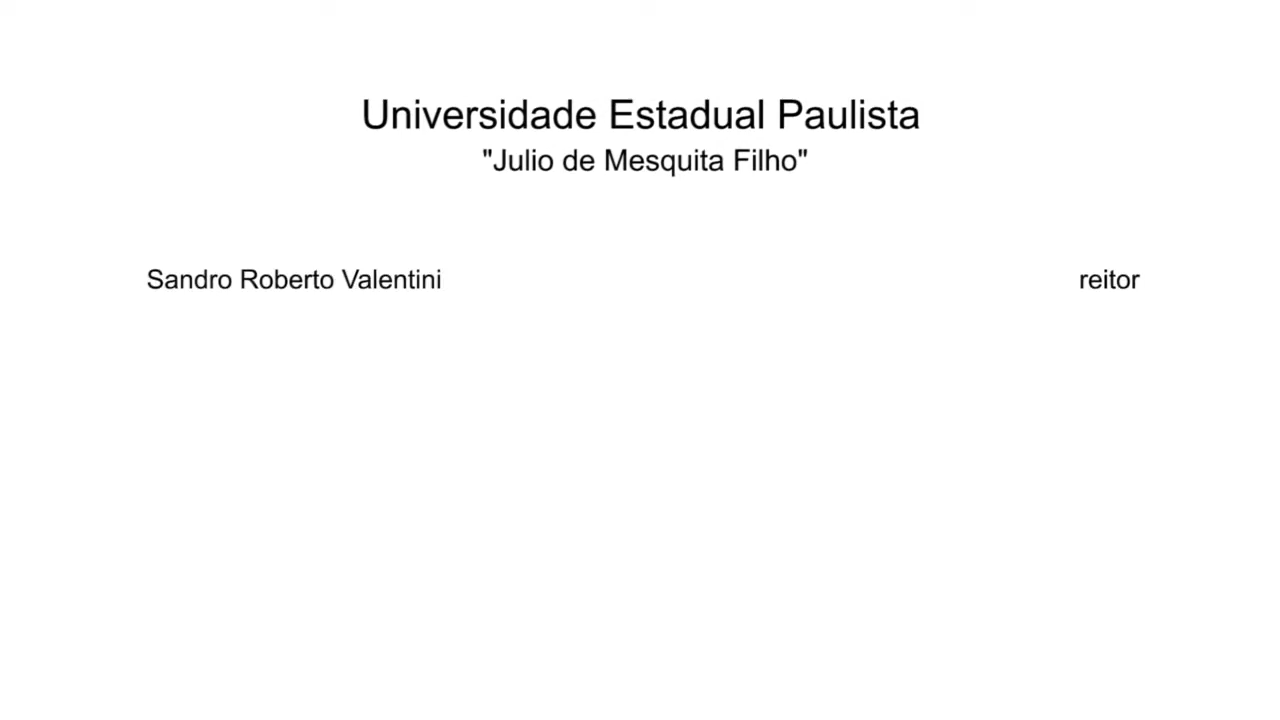 Universidade Estadual Paulista
"Julio de Mesquita Filho"
Sandro Roberto Valentini reitor